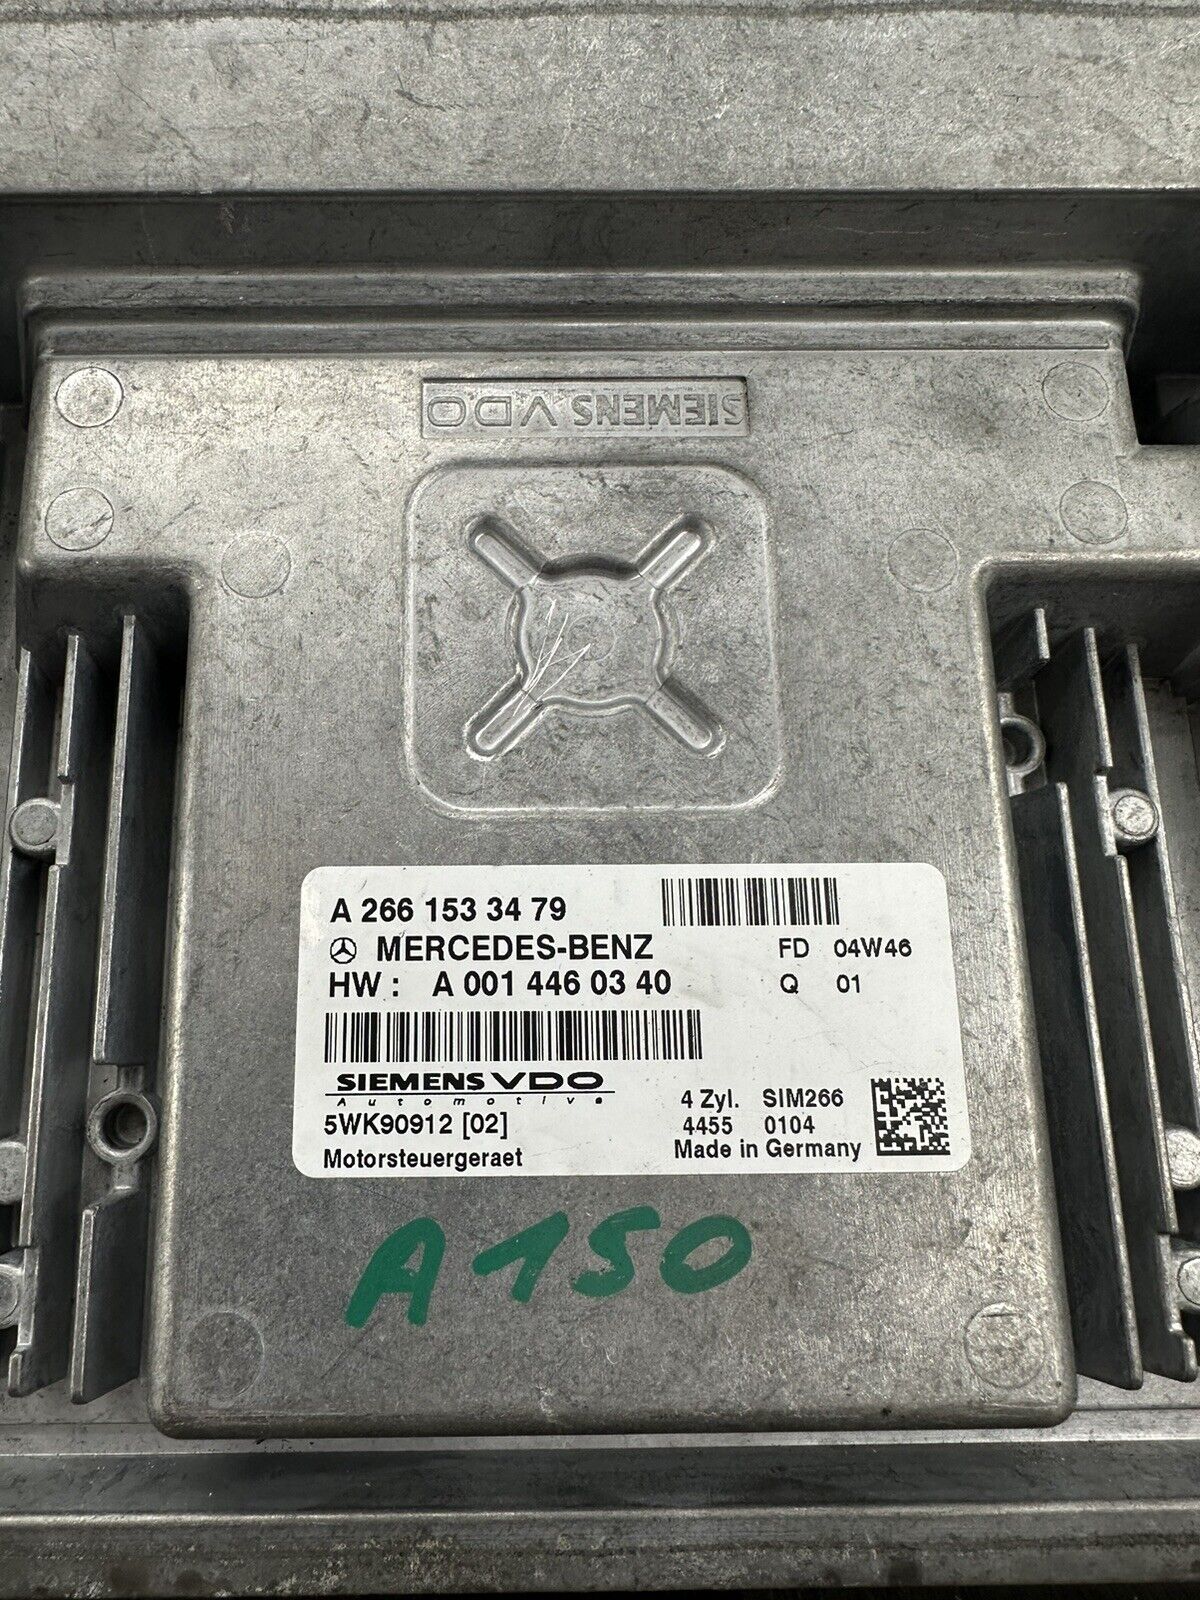 SIEMENS VDO
A 266 153 34 79
MERCEDES-BENZ
FD 04W46
HW : A 001 446 03 40
Q 01
SIEMENS VDO
Automotive
4 Zyl. SIM266
5WK90912 [02]
4455 0104
Motorsteuergeraet
Made in Germany
A150